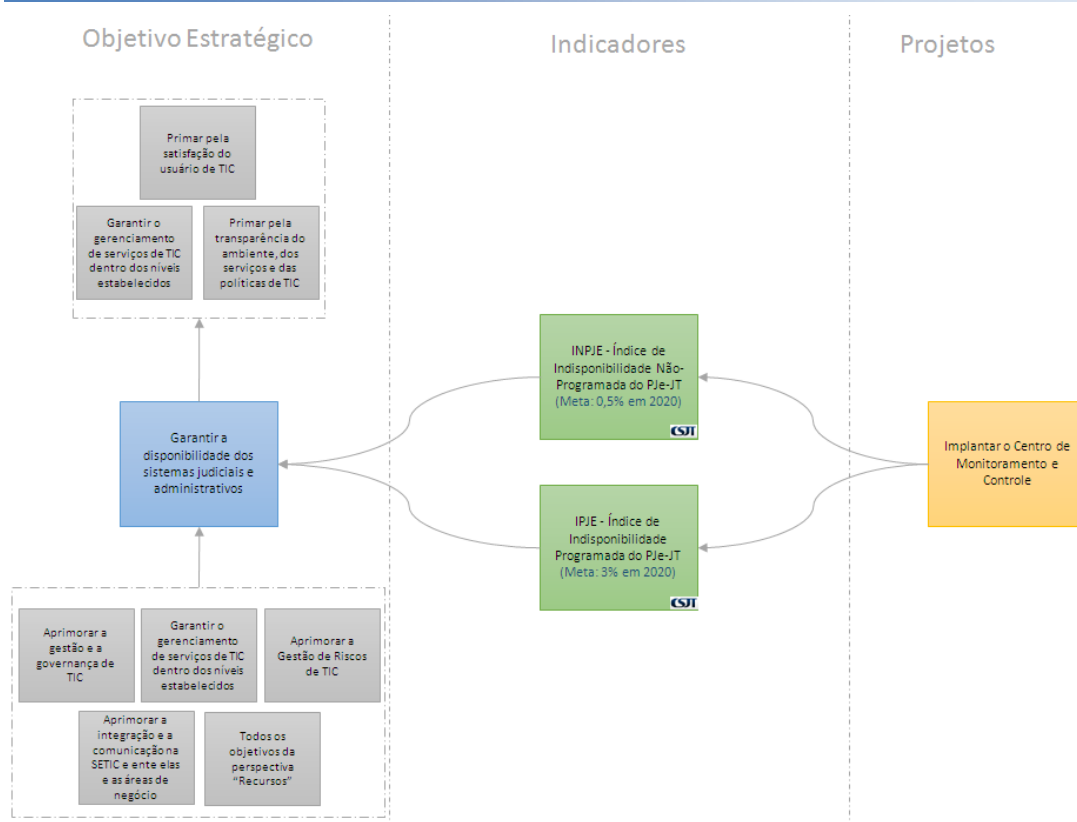 Objetivo Estratégico
Indicadores
Projetos
Primar pela
satisfação do
usuário de TIC
Garantir o
gerenciamento
de serviços de TIC
dentro dos níveis
estabelecidos
Primar pela
transparência do
ambiente, dos
serviços e das
políticas de TIC
INPJE - Índice de
Indisponibilidade Não-
Programada do PJe-JT
(Meta: 0,5% em 2020)
CSJT
Garantir a
disponibilidade dos
sistemas judiciais e
administrativos
Implantar o Centro de
Monitoramento e
Controle
IPJE - Índice de
Indisponibilidade
Programada do PJe-JT
(Meta: 3% em 2020)
CSJT
Aprimorar a
gestão e a
governança de
TIC
Garantir o
gerenciamento
de serviços de TIC
dentro dos níveis
estabelecidos
Aprimorar a
Gestão de Riscos
de TIC
Aprimorar a
integração e a
comunicação na
SETIC e ente elas
e as áreas de
negócio
Todos os
objetivos da
perspectiva
“Recursos”